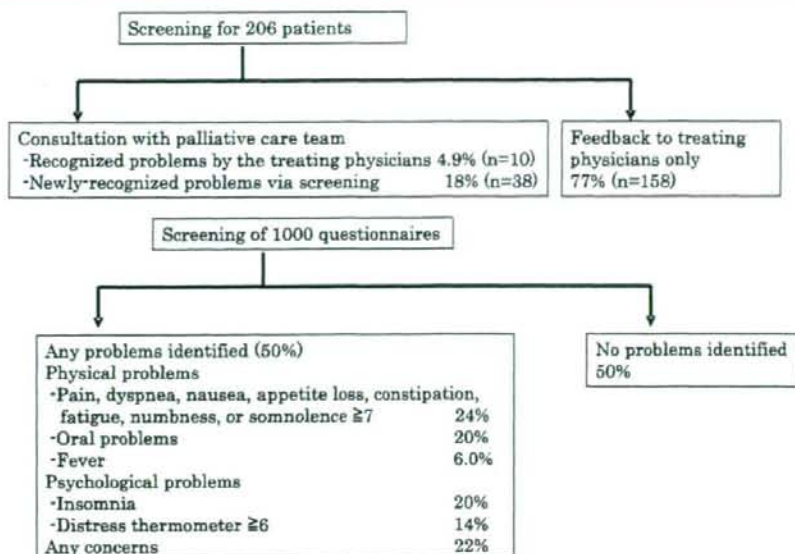 Screening for 206 patients
Consultation with palliative care team
-Recognized problems by the treating physicians 4.9% (n=10)
-Newly-recognized problems via screening 18% (n=38)
Feedback to treating
physicians only
77% (n=158)
Screening of 1000 questionnaires
Any problems identified (50%)
Physical problems
-Pain, dyspnea, nausea, appetite loss, constipation,
fatigue, numbness, or somnolence ≧7 24%
-Oral problems 20%
-Fever 6.0%
Psychological problems
-Insomnia 20%
-Distress thermometer ≧6 14%
Any concerns 22%
No problems identified
50%